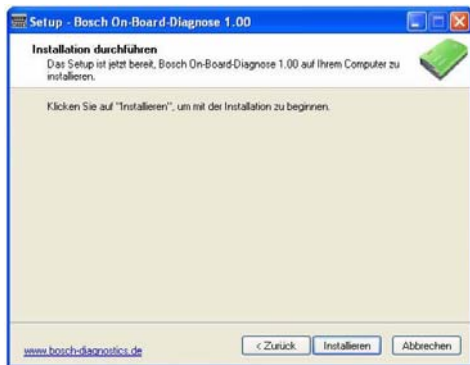 Setup - Bosch On-Board-Diagnose 1.00
Installation durchführen
Das Setup ist jetzt bereit, Bosch On-Board-Diagnose 1.00 auf Ihrem Computer zu
installieren.
Klicken Sie auf "Installieren", um mit der Installation zu beginnen.
www.bosch-diagnostics.de
< Zurück Installieren Abbrechen